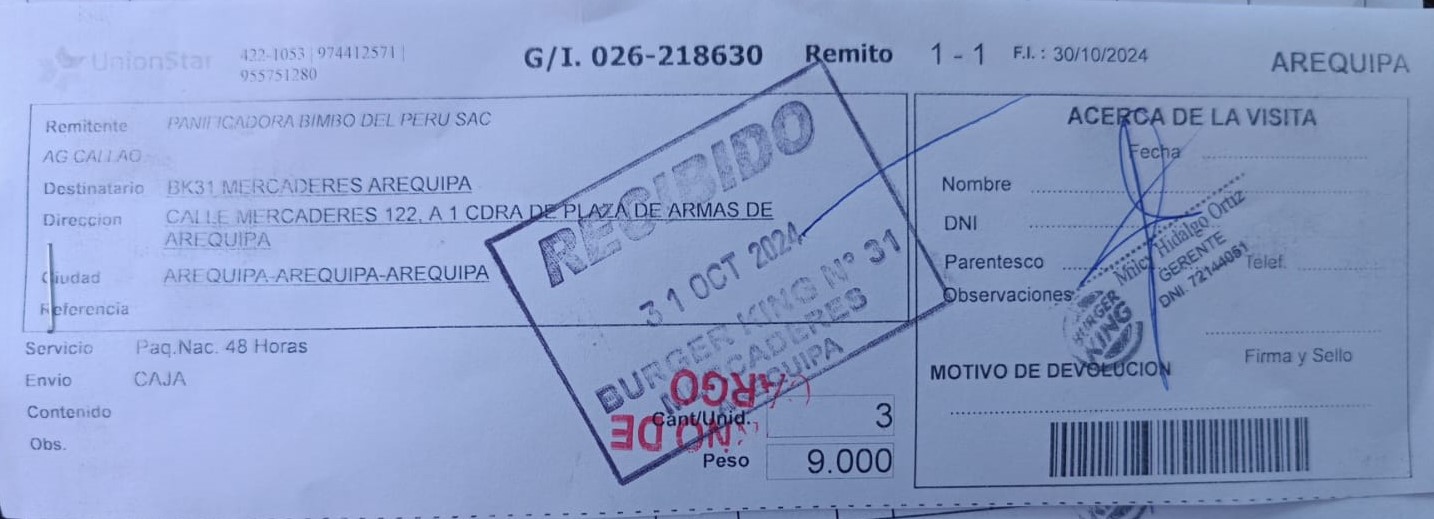 UnionStar
422-1053 | 974412571 |
955751280
G/I. 026-218630 Remito 1 - 1 F.I. : 30/10/2024
AREQUIPA
Remitente PANIFICADORA BIMBO DEL PERU SAC
AG CALLAO
Destinatario BK31 MERCADERES AREQUIPA
Direccion CALLE MERCADERES 122, A 1 CDRA DE PLAZA DE ARMAS DE
AREQUIPA
Ciudad AREQUIPA-AREQUIPA-AREQUIPA
Referencia
Servicio Paq.Nac. 48 Horas
Envio CAJA
Contenido
Obs.
Cant/Unid. 3
Peso 9.000
RECIBIDO
31 OCT 2024
BURGER KING N° 31
MERCADERES
AREQUIPA
ACERCA DE LA VISITA
Fecha
Nombre
DNI
Parentesco
Telef.
Observaciones
Hidalgo Ortiz
GERENTE
DNI. 72144051
BURGER
KING
Firma y Sello
MOTIVO DE DEVOLUCION